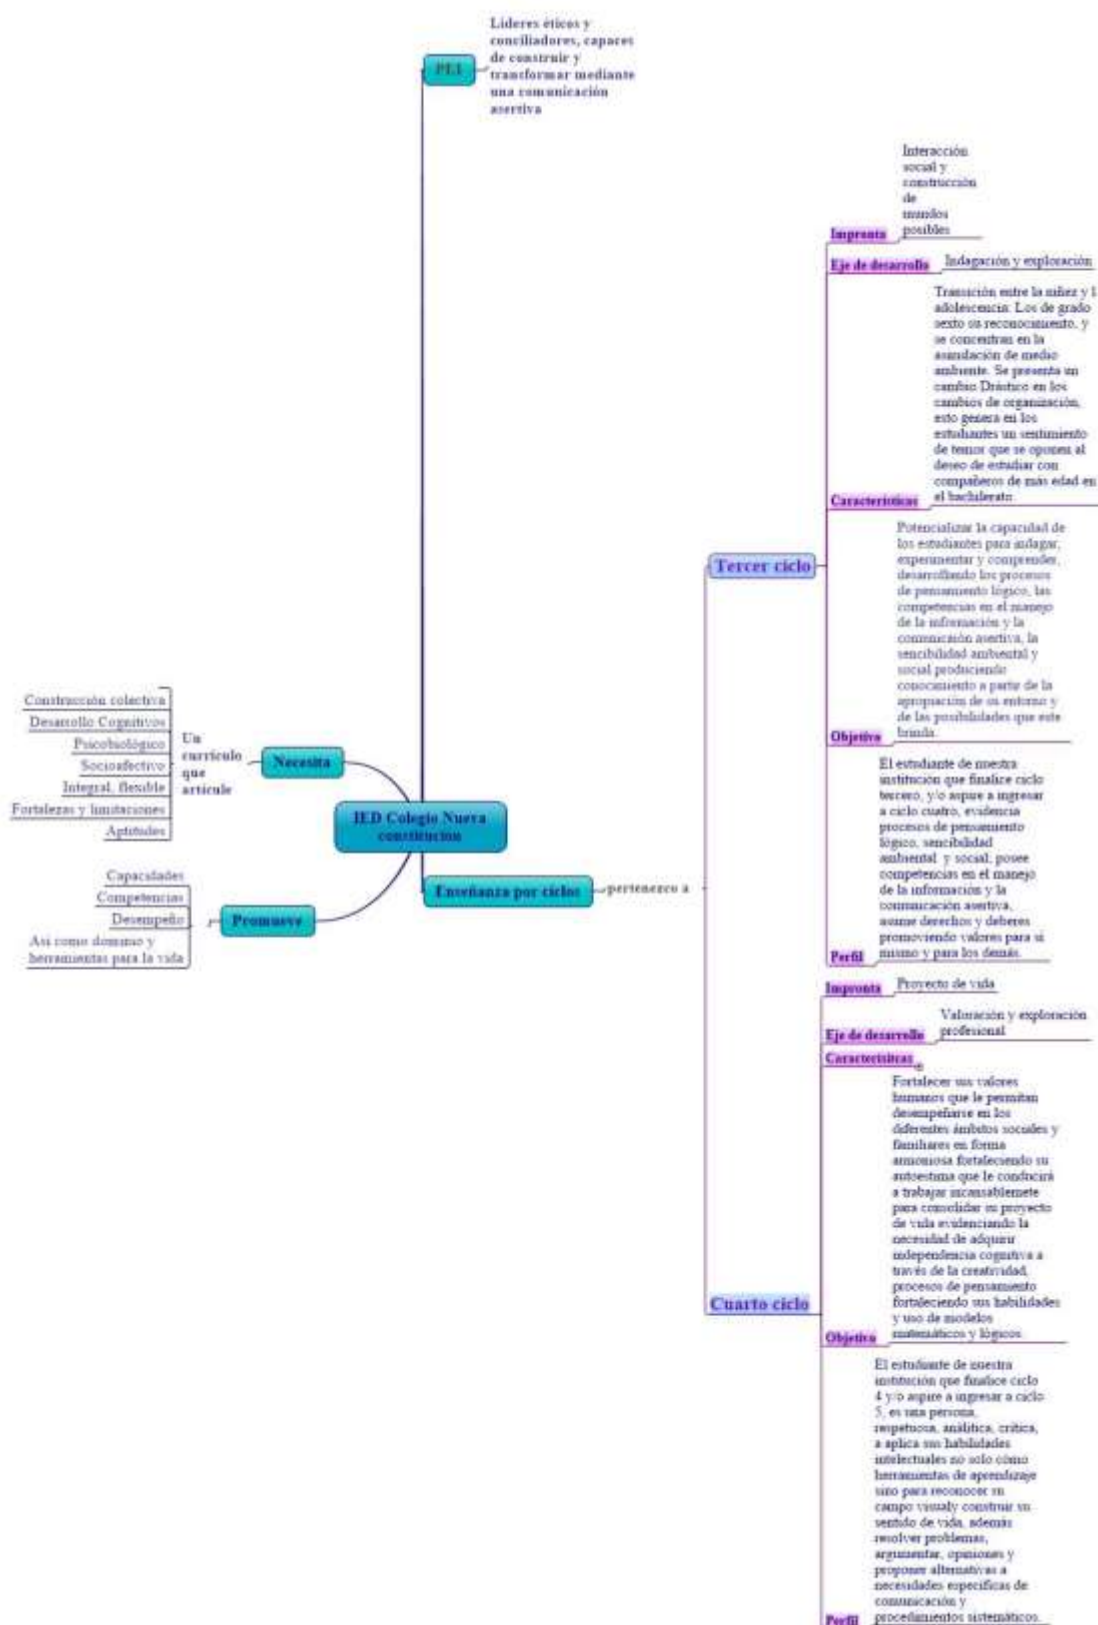 Lideres éticos y
conciliadores, capaces
de construir y
transformar mediante
una comunicación
asertiva
P.E.I
Interacción
social y
construcción
de
mundos
posibles
Impronta
Eje de desarrollo
Indagación y exploración
Transición entre la niñez y l
adolescencia. Los de grado
sexto su reconocimiento, y
se concentran en la
asimilación de medio
ambiente. Se presenta un
cambio Drástico en los
cambios de organización,
esto genera en los
estudiantes un sentimiento
de temor que se oponen al
deseo de estudiar con
compañeros de más edad en
el bachillerato.
Características
Potencializar la capacidad de
los estudiantes para indagar,
experimentar y comprender,
desarrollando los procesos
de pensamiento lógico, las
competencias en el manejo
de la información y la
comunicaión asertiva, la
sencibilidad ambiental y
social produciendo
conocimiento a partir de la
apropiación de su entorno y
de las posibilidades que este
brinda.
Objetivo
El estudiante de nuestra
institución que finalice ciclo
tercero, y/o aspire a ingresar
a ciclo cuatro, evidencia
procesos de pensamiento
lógico, sencibilidad
ambiental y social, posee
competencias en el manejo
de la información y la
comunicación asertiva,
asume derechos y deberes
promoviendo valores para si
mismo y para los demás.
Perfil
Tercer ciclo
Construcción colectiva
Desarrollo Cognitivos
Psicobiológico
Socioafectivo
Integral, flexible
Fortalezas y limitaciones
Aptitudes
Un
currículo
que
articule
Necesita
IED Colegio Nueva
constitución
Capacidades
Competencias
Desempeño
Asi como dominio y
herramientas para la vida
Promueve
Enseñanza por ciclos
pertenezco a
Impronta
Proyecto de vida
Valoración y exploración
profesional
Eje de desarrollo
Caracterisitcas
Fortalecer sus valores
humanos que le permitan
desempeñarse en los
diferentes ámbitos sociales y
familiares en forma
armoniosa fortaleciendo su
autoestima que le conducirá
a trabajar incansablemete
para consolidar su proyecto
de vida evidenciando la
necesidad de adquirir
independencia cognitiva a
través de la creatividad,
procesos de pensamiento
fortaleciendo sus habilidades
y uso de modelos
matemáticos y lógicos.
Objetivo
Cuarto ciclo
El estudiante de nuestra
institución que finalice ciclo
4 y/o aspire a ingresar a ciclo
5, es una persona,
respetuosa, análitica, crítica,
a aplica sus habilidades
intelectuales no solo cómo
herramientas de aprendizaje
sino para reconocer su
campo visualy construir su
sentido de vida, además
resolver problemas,
argumentar, opiniones y
proponer alternativas a
necesidades específicas de
comunicación y
procedimientos sistemáticos.
Perfil